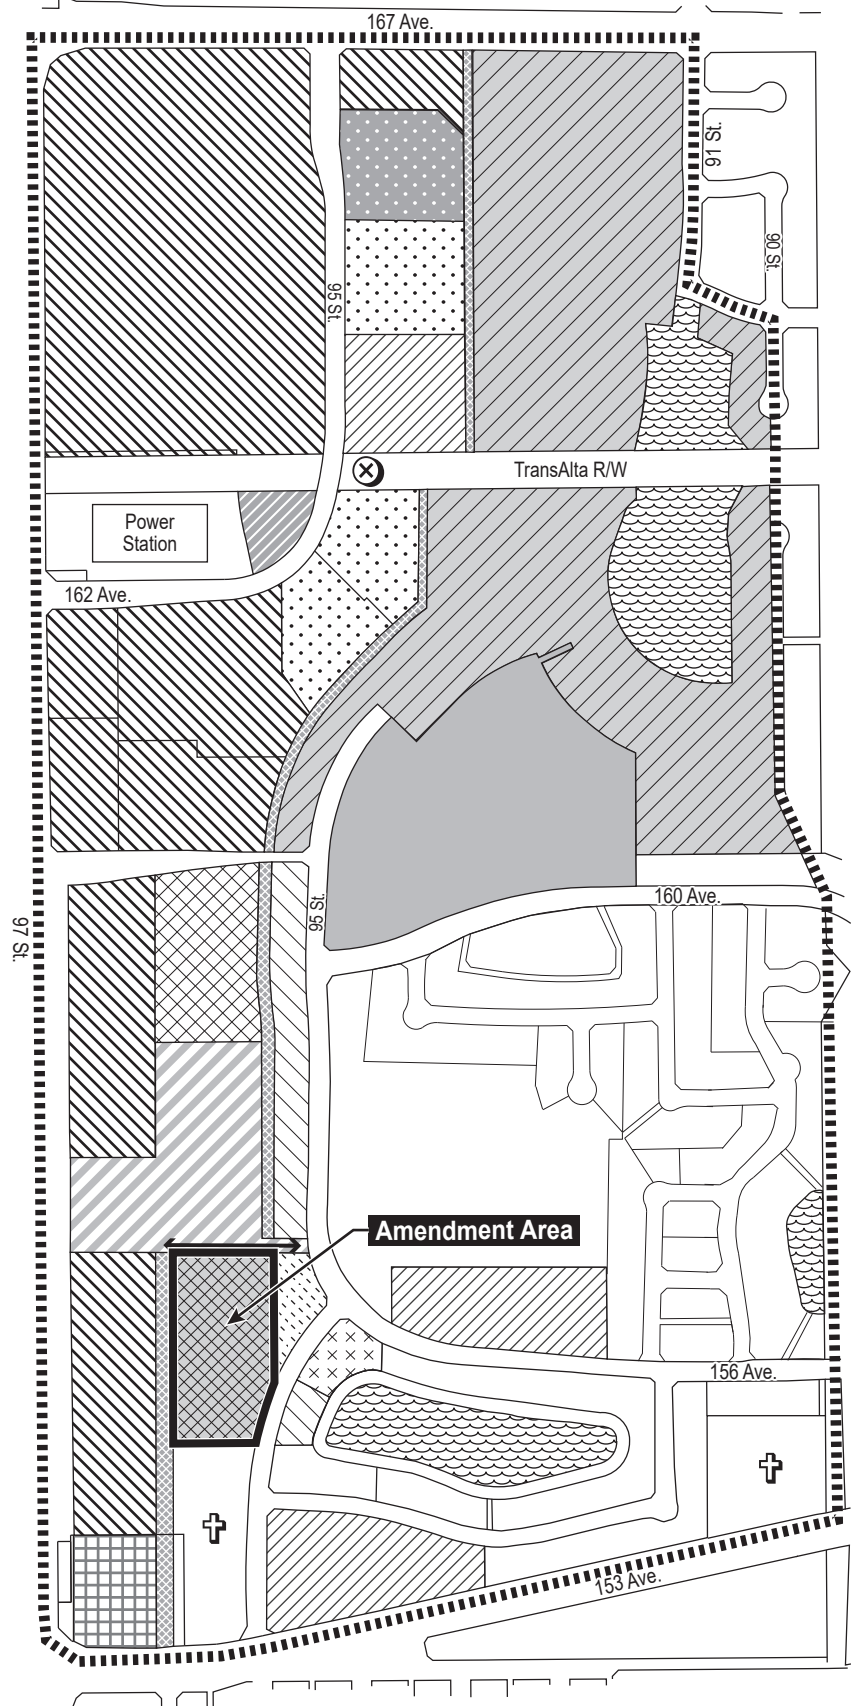 167 Ave.
91 St.
90 St.
95 St.
TransAlta R/W
Power
Station
162 Ave.
160 Ave.
95 St.
97 St.
Amendment Area
156 Ave.
153 Ave.